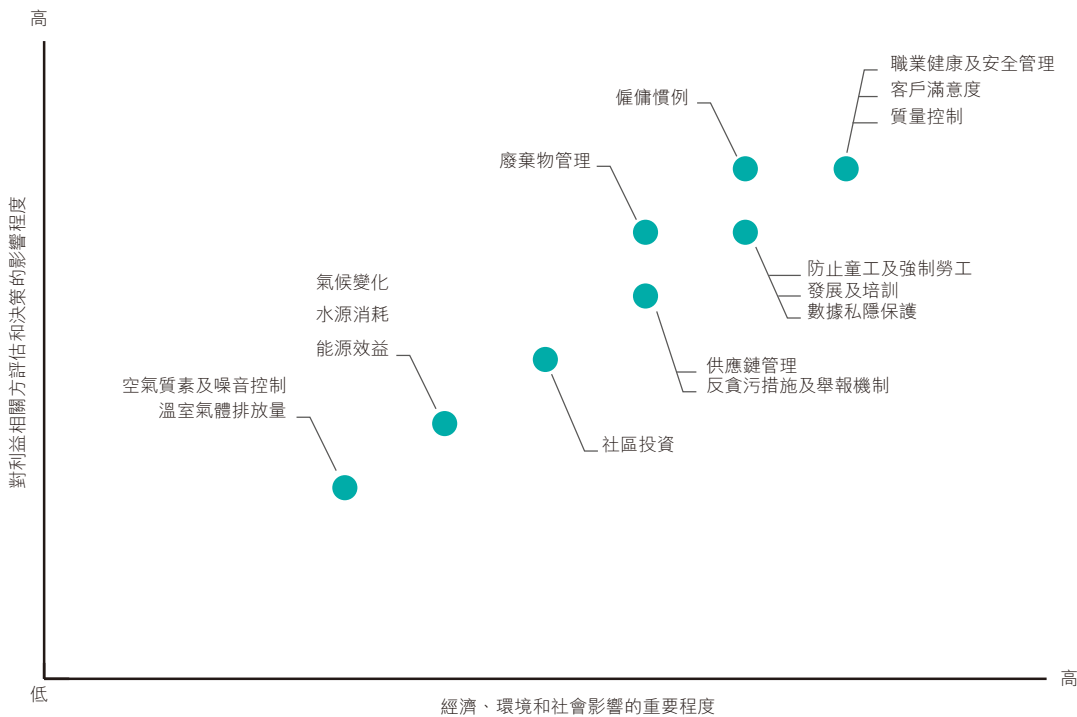 高
職業健康及安全管理
客戶滿意度
質量控制
僱傭慣例
廢棄物管理
防止童工及強制勞工
發展及培訓
數據私隱保護
氣候變化
水源消耗
能源效益
供應鏈管理
反貪污措施及舉報機制
空氣質素及噪音控制
溫室氣體排放量
社區投資
對利益相關方評估和決策的影響程度
低
經濟、環境和社會影響的重要程度
高